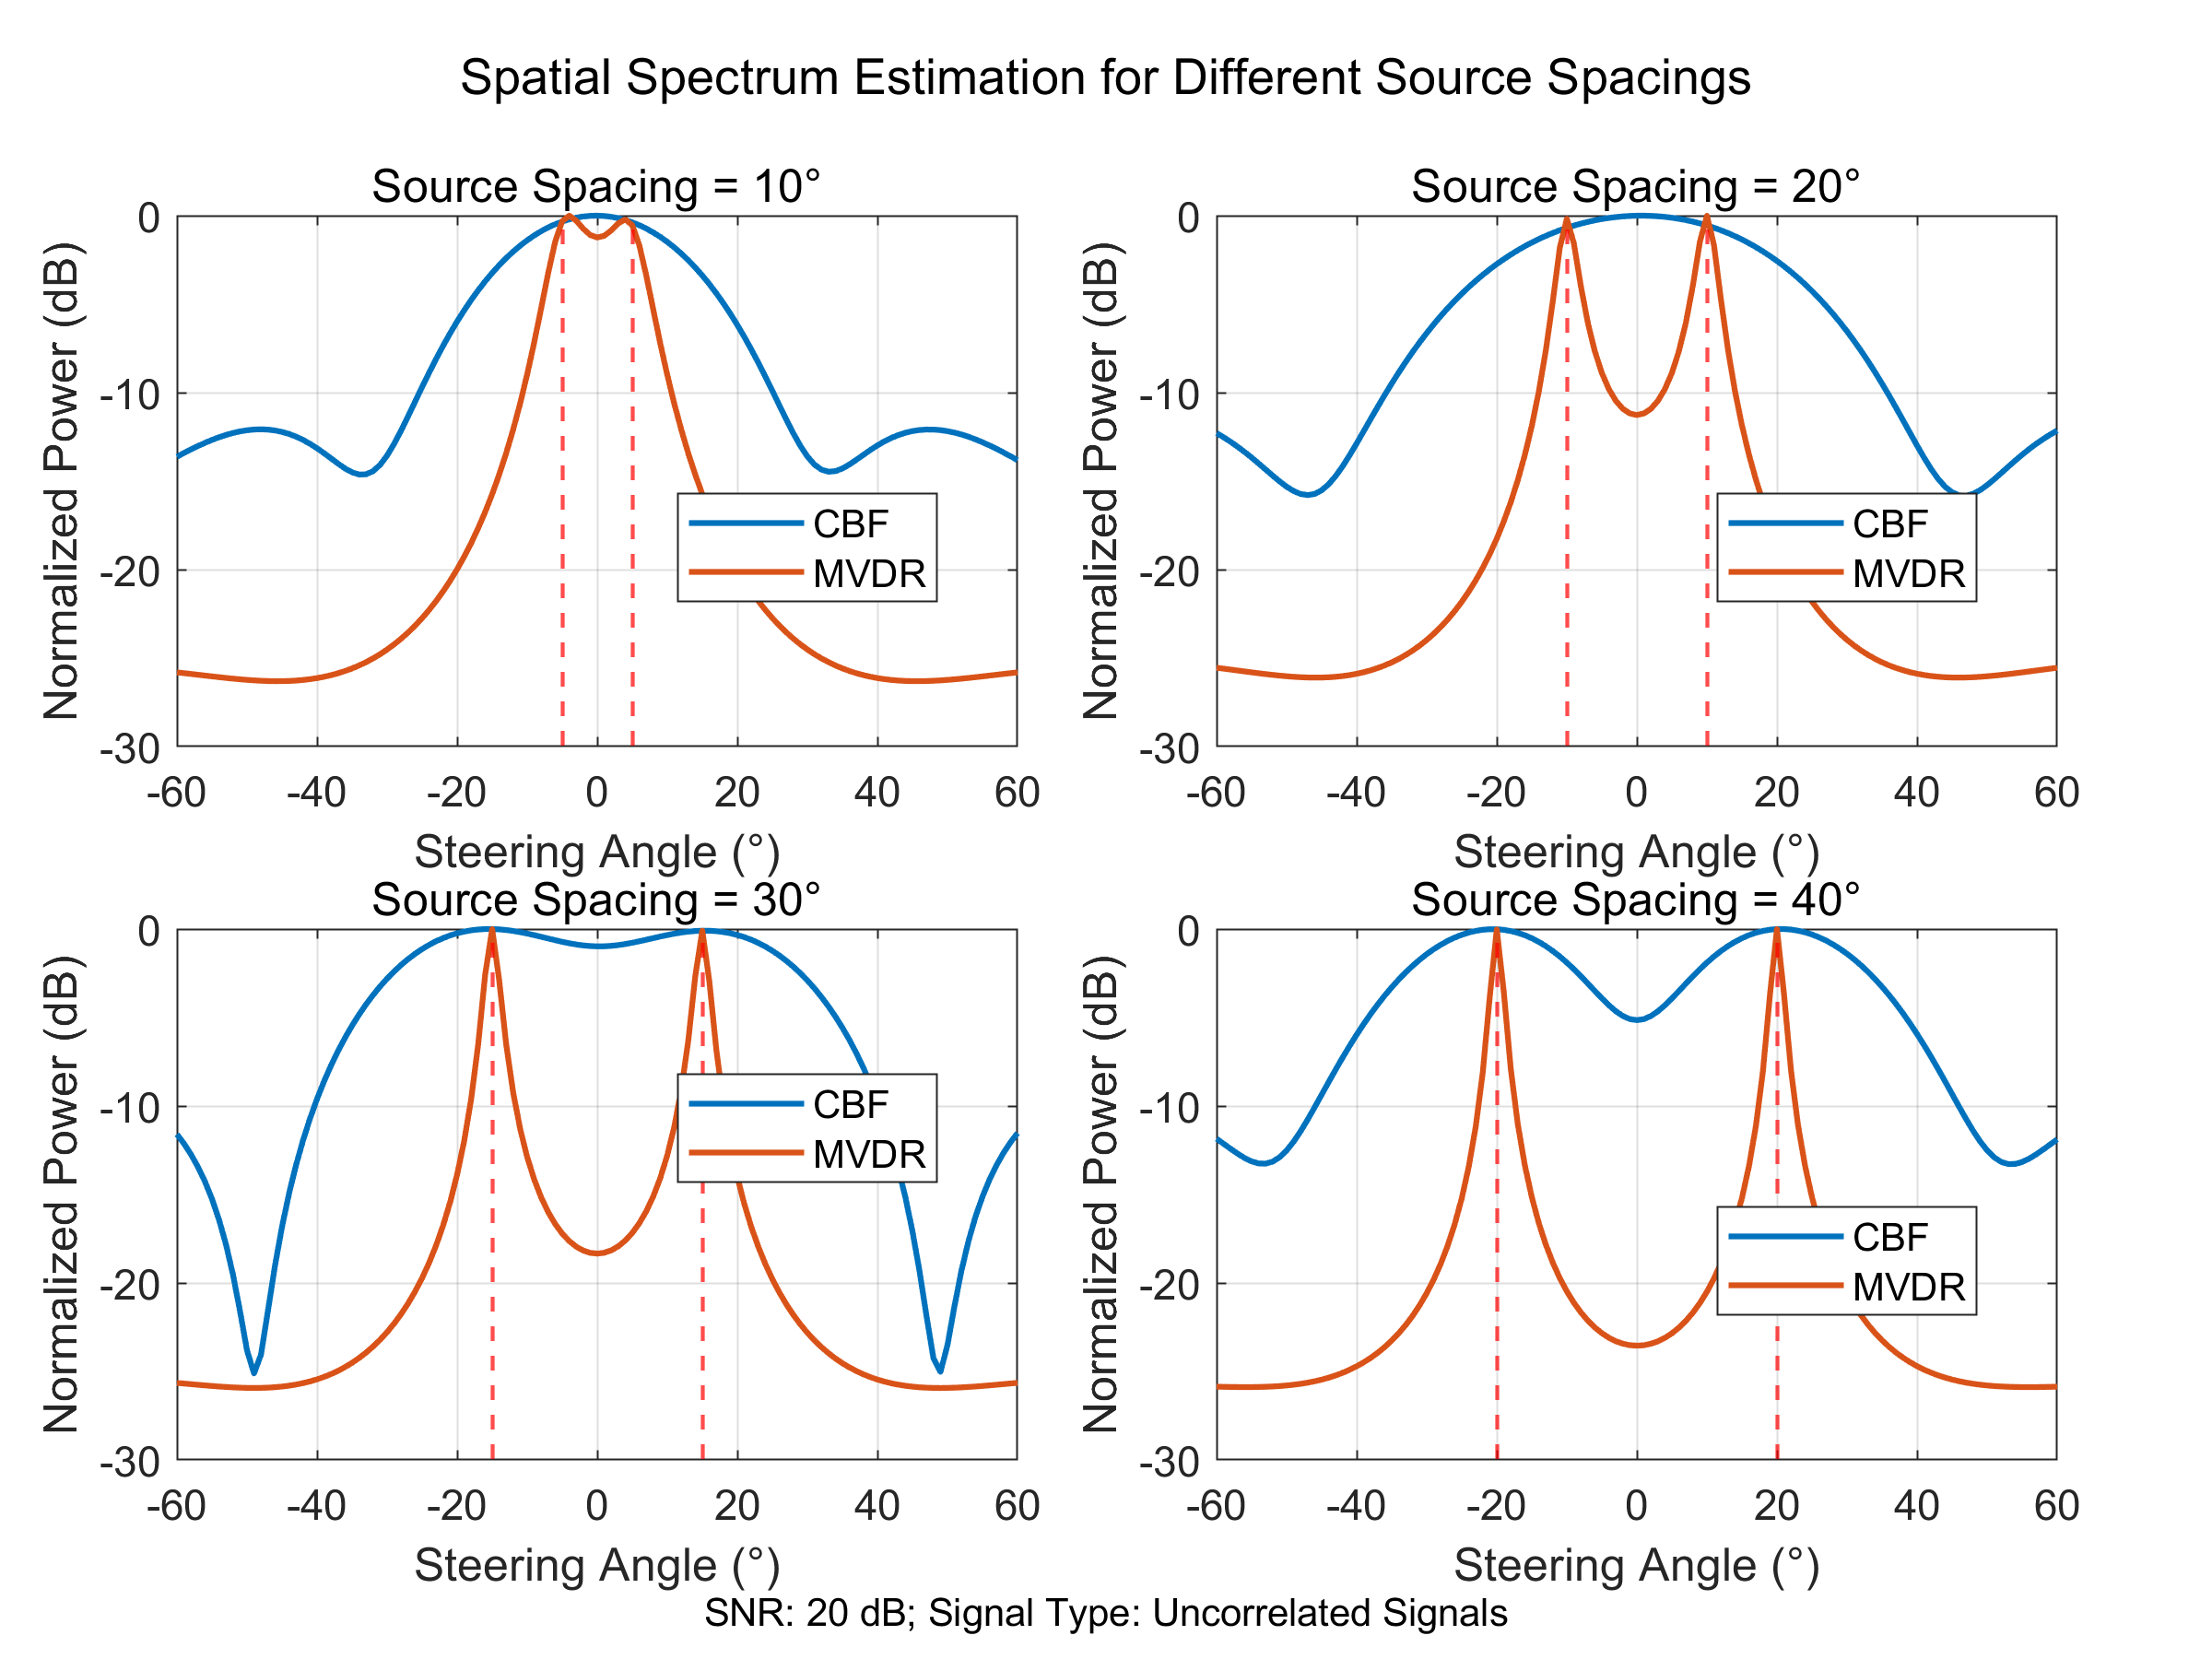 Spatial Spectrum Estimation for Different Source Spacings
Source Spacing = 10°
Normalized Power (dB)
0
-10
-20
-30
-60 -40 -20 0 20 40 60
Steering Angle (°)
CBF
MVDR
Source Spacing = 20°
Normalized Power (dB)
0
-10
-20
-30
-60 -40 -20 0 20 40 60
Steering Angle (°)
CBF
MVDR
Source Spacing = 30°
Normalized Power (dB)
0
-10
-20
-30
-60 -40 -20 0 20 40 60
Steering Angle (°)
CBF
MVDR
Source Spacing = 40°
Normalized Power (dB)
0
-10
-20
-30
-60 -40 -20 0 20 40 60
Steering Angle (°)
CBF
MVDR
SNR: 20 dB; Signal Type: Uncorrelated Signals